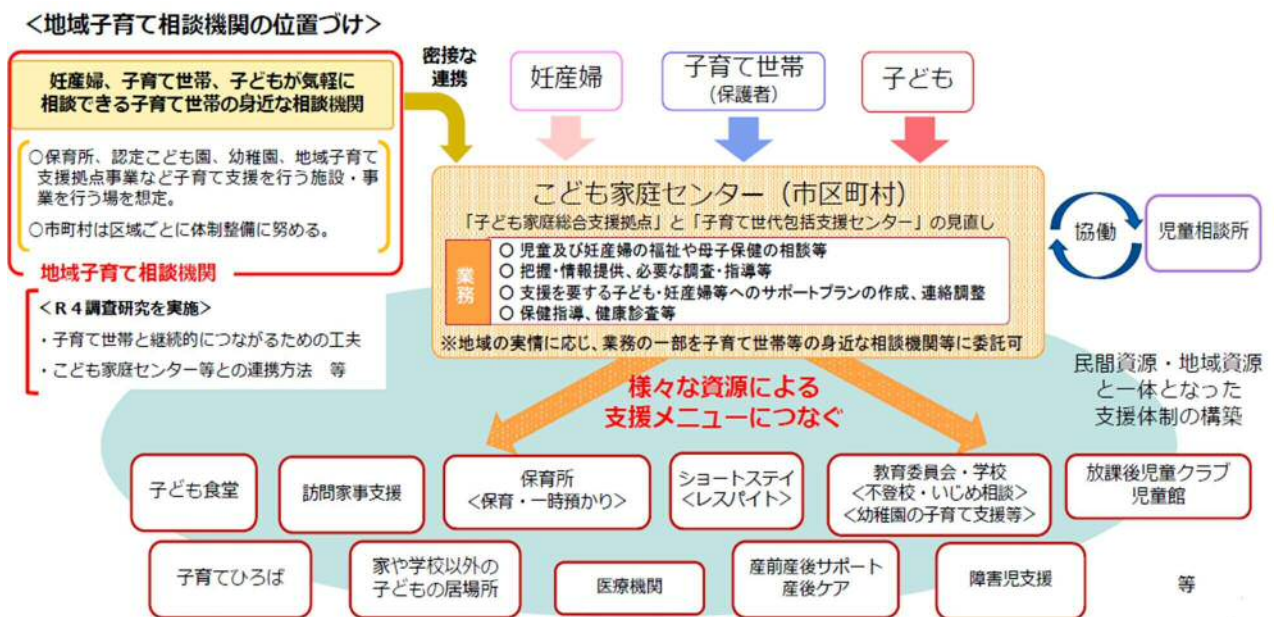 ＜地域子育て相談機関の位置づけ＞
妊産婦、子育て世帯、子どもが気軽に
相談できる子育て世帯の身近な相談機関
○保育所、認定こども園、幼稚園、地域子育て
支援拠点事業など子育て支援を行う施設・事
業を行う場を想定。
○市町村は区域ごとに体制整備に努める。
地域子育て相談機関
＜R４調査研究を実施＞
・子育て世帯と継続的につながるための工夫
・こども家庭センター等との連携方法　等
密接な
連携
妊産婦
子育て世帯
(保護者)
子ども
こども家庭センター（市区町村）
「子ども家庭総合支援拠点」と「子育て世代包括支援センター」の見直し
業務
○ 児童及び妊産婦の福祉や母子保健の相談等
○ 把握・情報提供、必要な調査・指導等
○ 支援を要する子ども・妊産婦等へのサポートプランの作成、連絡調整
○ 保健指導、健康診査等
※地域の実情に応じ、業務の一部を子育て世帯等の身近な相談機関等に委託可
協働
児童相談所
様々な資源による
支援メニューにつなぐ
民間資源・地域資源
と一体となった
支援体制の構築
子ども食堂
訪問家事支援
保育所
＜保育・一時預かり＞
ショートステイ
＜レスパイト＞
教育委員会・学校
＜不登校・いじめ相談＞
＜幼稚園の子育て支援等＞
放課後児童クラブ
児童館
子育てひろば
家や学校以外の
子どもの居場所
医療機関
産前産後サポート
産後ケア
障害児支援
等